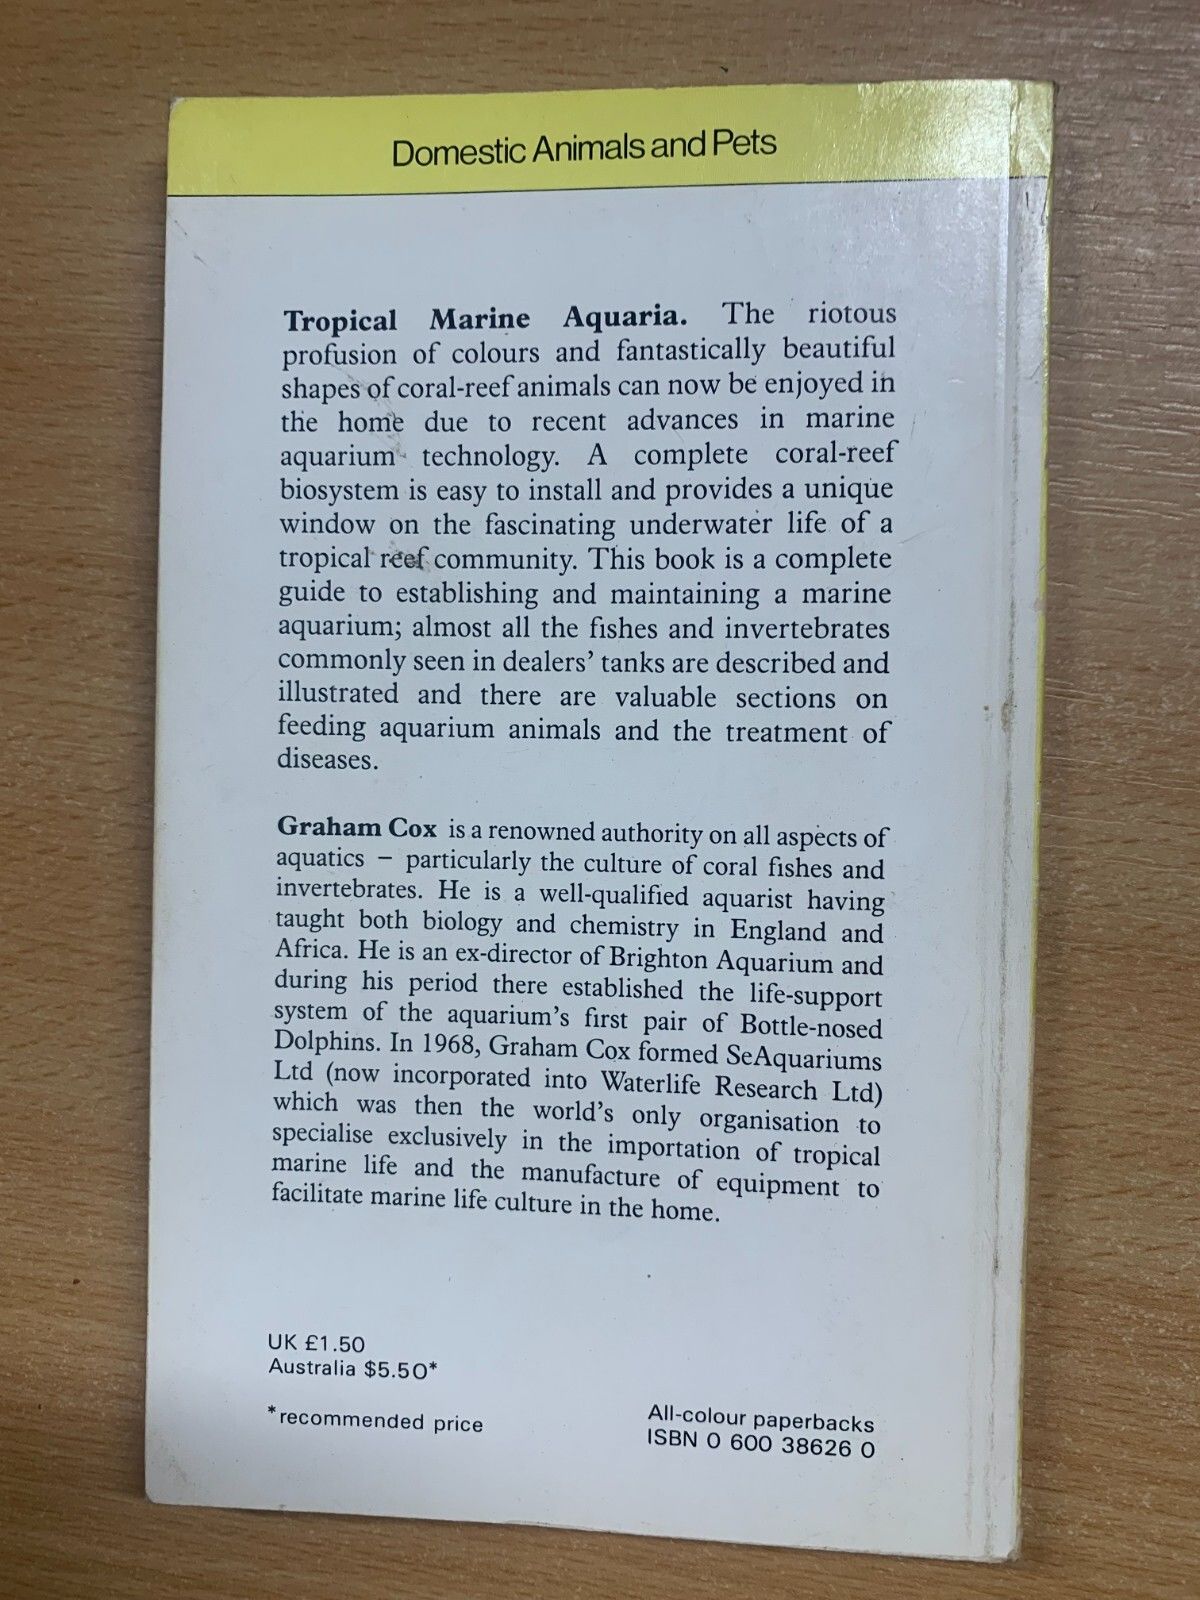 Domestic Animals and Pets
Tropical Marine Aquaria. The riotous
profusion of colours and fantastically beautiful
shapes of coral-reef animals can now be enjoyed in
the home due to recent advances in marine
aquarium technology. A complete coral-reef
biosystem is easy to install and provides a unique
window on the fascinating underwater life of a
tropical reef community. This book is a complete
guide to establishing and maintaining a marine
aquarium; almost all the fishes and invertebrates
commonly seen in dealers’ tanks are described and
illustrated and there are valuable sections on
feeding aquarium animals and the treatment of
diseases.
Graham Cox is a renowned authority on all aspects of
aquatics – particularly the culture of coral fishes and
invertebrates. He is a well-qualified aquarist having
taught both biology and chemistry in England and
Africa. He is an ex-director of Brighton Aquarium and
during his period there established the life-support
system of the aquarium’s first pair of Bottle-nosed
Dolphins. In 1968, Graham Cox formed SeAquariums
Ltd (now incorporated into Waterlife Research Ltd)
which was then the world’s only organisation to
specialise exclusively in the importation of tropical
marine life and the manufacture of equipment to
facilitate marine life culture in the home.
UK £1.50
Australia $5.50*
*recommended price
All-colour paperbacks
ISBN 0 600 38626 0